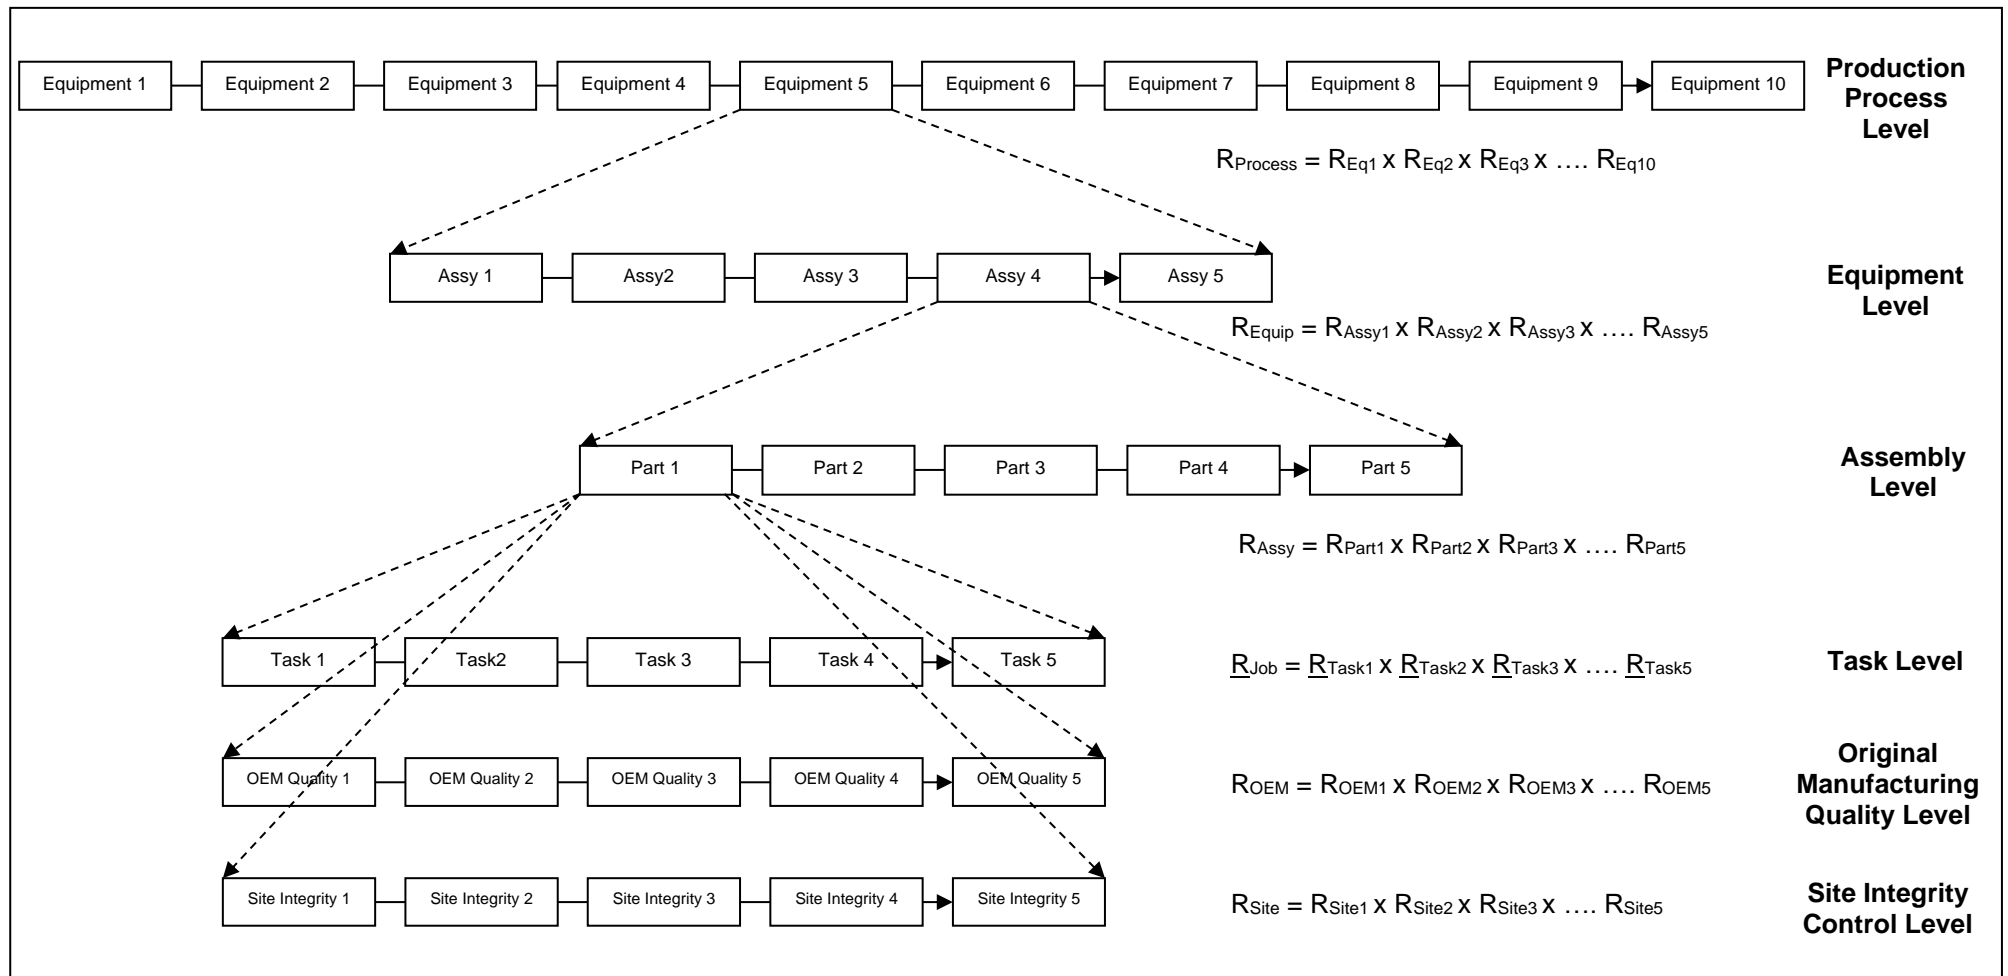 Equipment 1 Equipment 2 Equipment 3 Equipment 4 Equipment 5 Equipment 6 Equipment 7 Equipment 8 Equipment 9 Equipment 10
Production
Process
Level
RProcess = REq1 x REq2 x REq3 x …. REq10
Assy 1 Assy2 Assy 3 Assy 4 Assy 5
Equipment
Level
REquip = RAssy1 x RAssy2 x RAssy3 x …. RAssy5
Part 1 Part 2 Part 3 Part 4 Part 5
Assembly
Level
RAssy = RPart1 x RPart2 x RPart3 x …. RPart5
Task 1 Task2 Task 3 Task 4 Task 5
RJob = RTask1 x RTask2 x RTask3 x …. RTask5
Task Level
OEM Quality 1 OEM Quality 2 OEM Quality 3 OEM Quality 4 OEM Quality 5
ROEM = ROEM1 x ROEM2 x ROEM3 x …. ROEM5
Original
Manufacturing
Quality Level
Site Integrity 1 Site Integrity 2 Site Integrity 3 Site Integrity 4 Site Integrity 5
RSite = RSite1 x RSite2 x RSite3 x …. RSite5
Site Integrity
Control Level